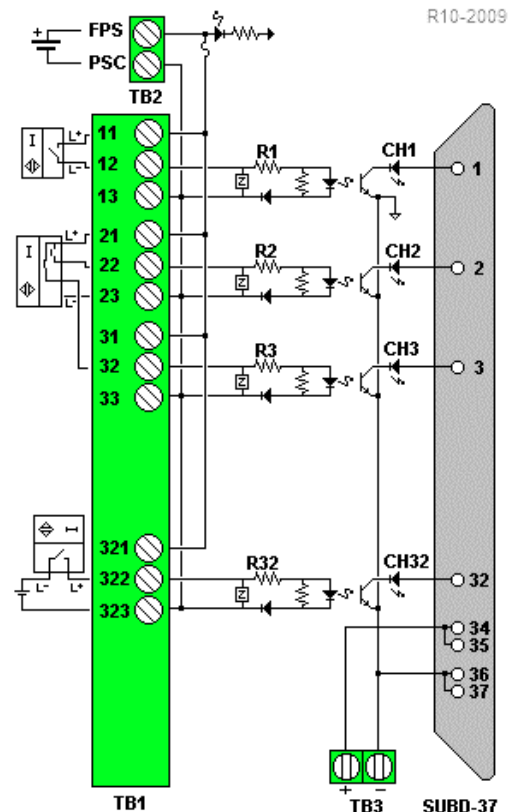 R10-2009
+ FPS
PSC
TB2
I L+ 11
L- 12
13
R1
Z
CH1
1
I L+ 21
22
L- 23
R2
Z
CH2
2
31
32
33
R3
Z
CH3
3
I
321
L- L+ 322
323
R32
Z
CH32
32
34
35
36
37
+ -
TB1
TB3
SUBD-37